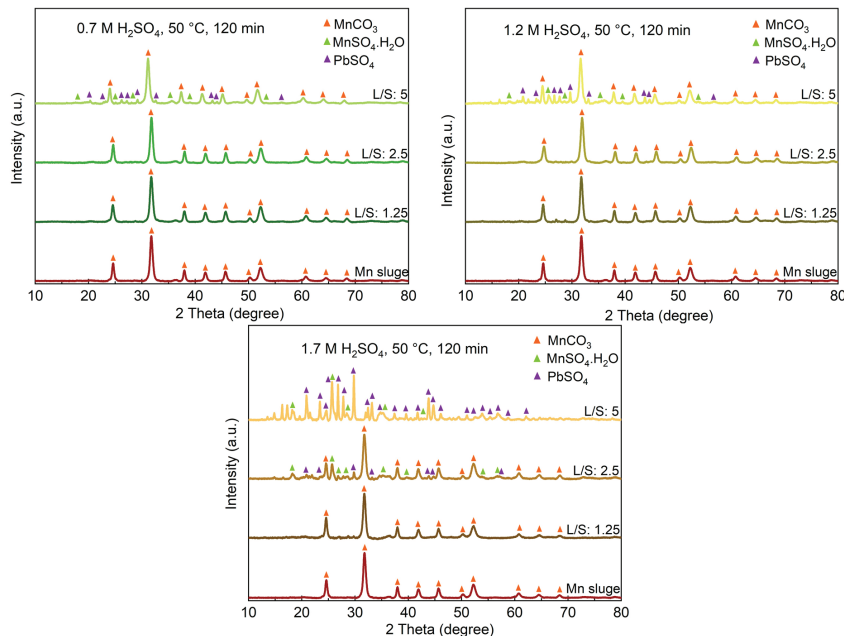 0.7 M H2SO4, 50 °C, 120 min
MnCO3
MnSO4.H2O
PbSO4
L/S: 5
L/S: 2.5
L/S: 1.25
Mn sluge
Intensity (a.u.)
10 20 30 40 50 60 70 80
2 Theta (degree)
1.2 M H2SO4, 50 °C, 120 min
MnCO3
MnSO4.H2O
PbSO4
L/S: 5
L/S: 2.5
L/S: 1.25
Mn sluge
Intensity (a.u.)
10 20 30 40 50 60 70 80
2 Theta (degree)
1.7 M H2SO4, 50 °C, 120 min
MnCO3
MnSO4.H2O
PbSO4
L/S: 5
L/S: 2.5
L/S: 1.25
Mn sluge
Intensity (a.u.)
10 20 30 40 50 60 70 80
2 Theta (degree)